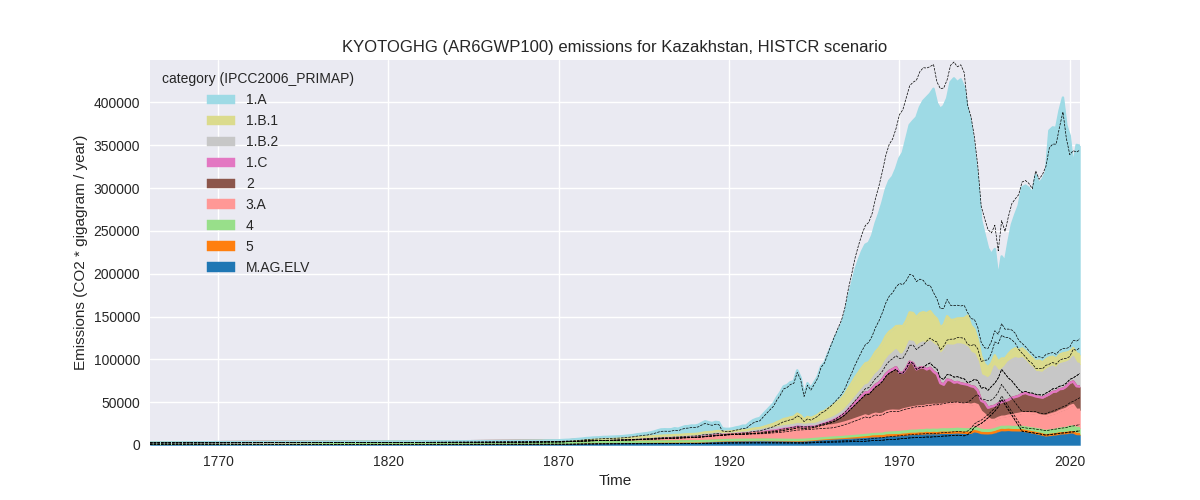 KYOTOGHG (AR6GWP100) emissions for Kazakhstan, HISTCR scenario
category (IPCC2006_PRIMAP)
1.A
1.B.1
1.B.2
1.C
2
3.A
4
5
M.AG.ELV
Emissions (CO2 * gigagram / year)
400000
350000
300000
250000
200000
150000
100000
50000
0
1770
1820
1870
1920
1970
2020
Time